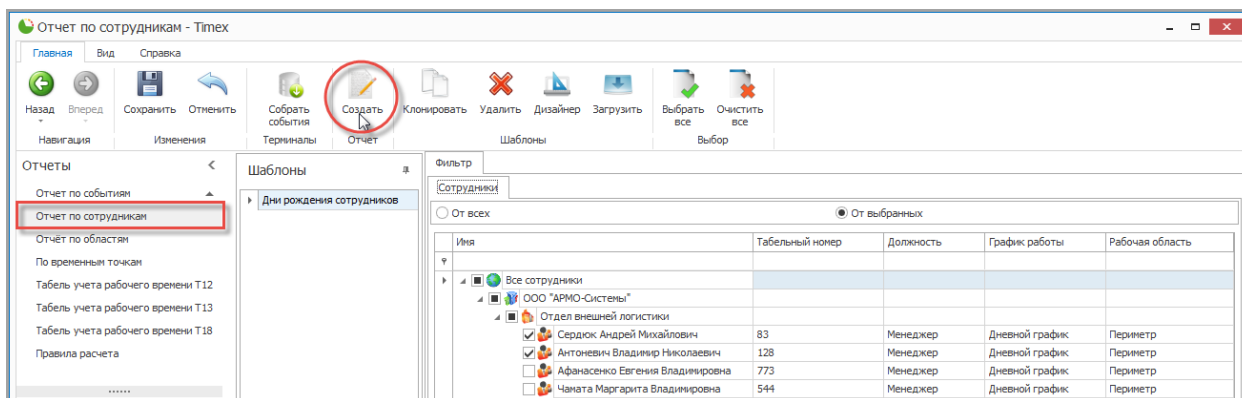 Отчет по сотрудникам - Timex
Главная Вид Справка
Назад Вперед Сохранить Отменить Собрать события Создать Клонировать Удалить Дизайнер Загрузить Выбрать все Очистить все
Навигация Изменения Терминалы Отчет Шаблоны Выбор
Отчеты
Отчет по событиям
Отчет по сотрудникам
Отчёт по областям
По временным точкам
Табель учета рабочего времени Т12
Табель учета рабочего времени Т13
Табель учета рабочего времени Т18
Правила расчета
Шаблоны
Дни рождения сотрудников
Фильтр
Сотрудники
От всех От выбранных
Имя Табельный номер Должность График работы Рабочая область
Все сотрудники
ООО "АРМО-Системы"
Отдел внешней логистики
Сердюк Андрей Михайлович 83 Менеджер Дневной график Периметр
Антоневич Владимир Николаевич 128 Менеджер Дневной график Периметр
Афанасенко Евгения Владимировна 773 Менеджер Дневной график Периметр
Чамата Маргарита Владимировна 544 Менеджер Дневной график Периметр